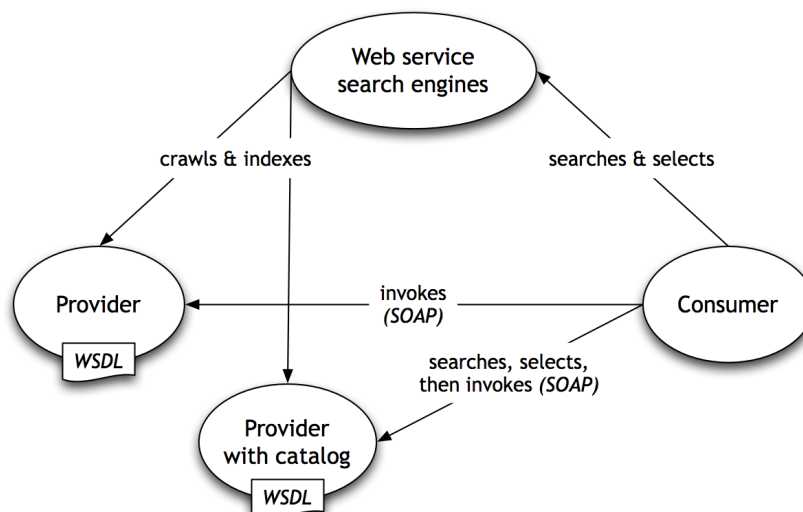 Web service
search engines
crawls & indexes
searches & selects
Provider
WSDL
invokes
(SOAP)
Consumer
searches, selects,
then invokes (SOAP)
Provider
with catalog
WSDL